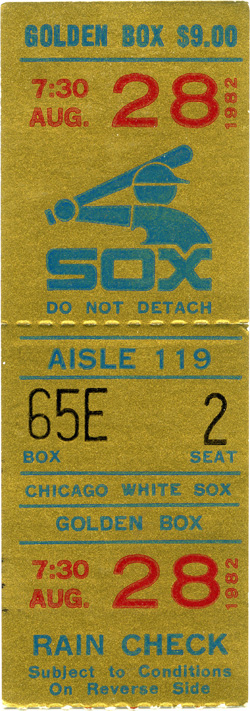 GOLDEN BOX $9.00
7:30 AUG. 28 1982
SOX
DO NOT DETACH
AISLE 119
65E 2
BOX SEAT
CHICAGO WHITE SOX
GOLDEN BOX
7:30 AUG. 28 1982
RAIN CHECK
Subject to Conditions
On Reverse Side